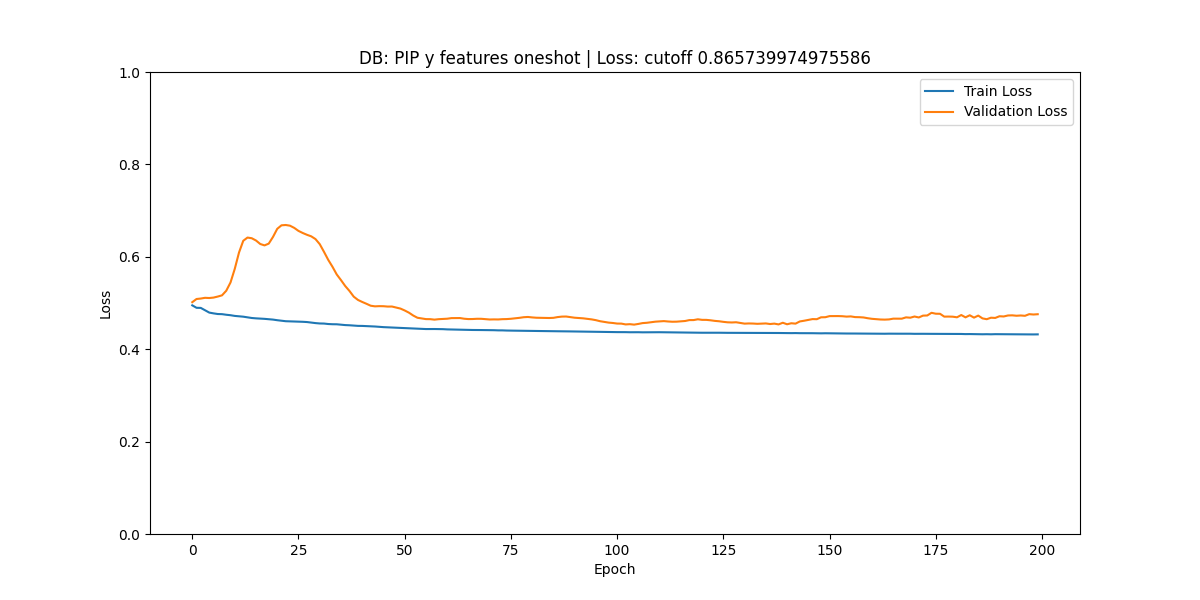 DB: PIP y features oneshot | Loss: cutoff 0.865739974975586
Train Loss
Validation Loss
1.0
0.8
0.6
0.4
0.2
0.0
Loss
0 25 50 75 100 125 150 175 200
Epoch